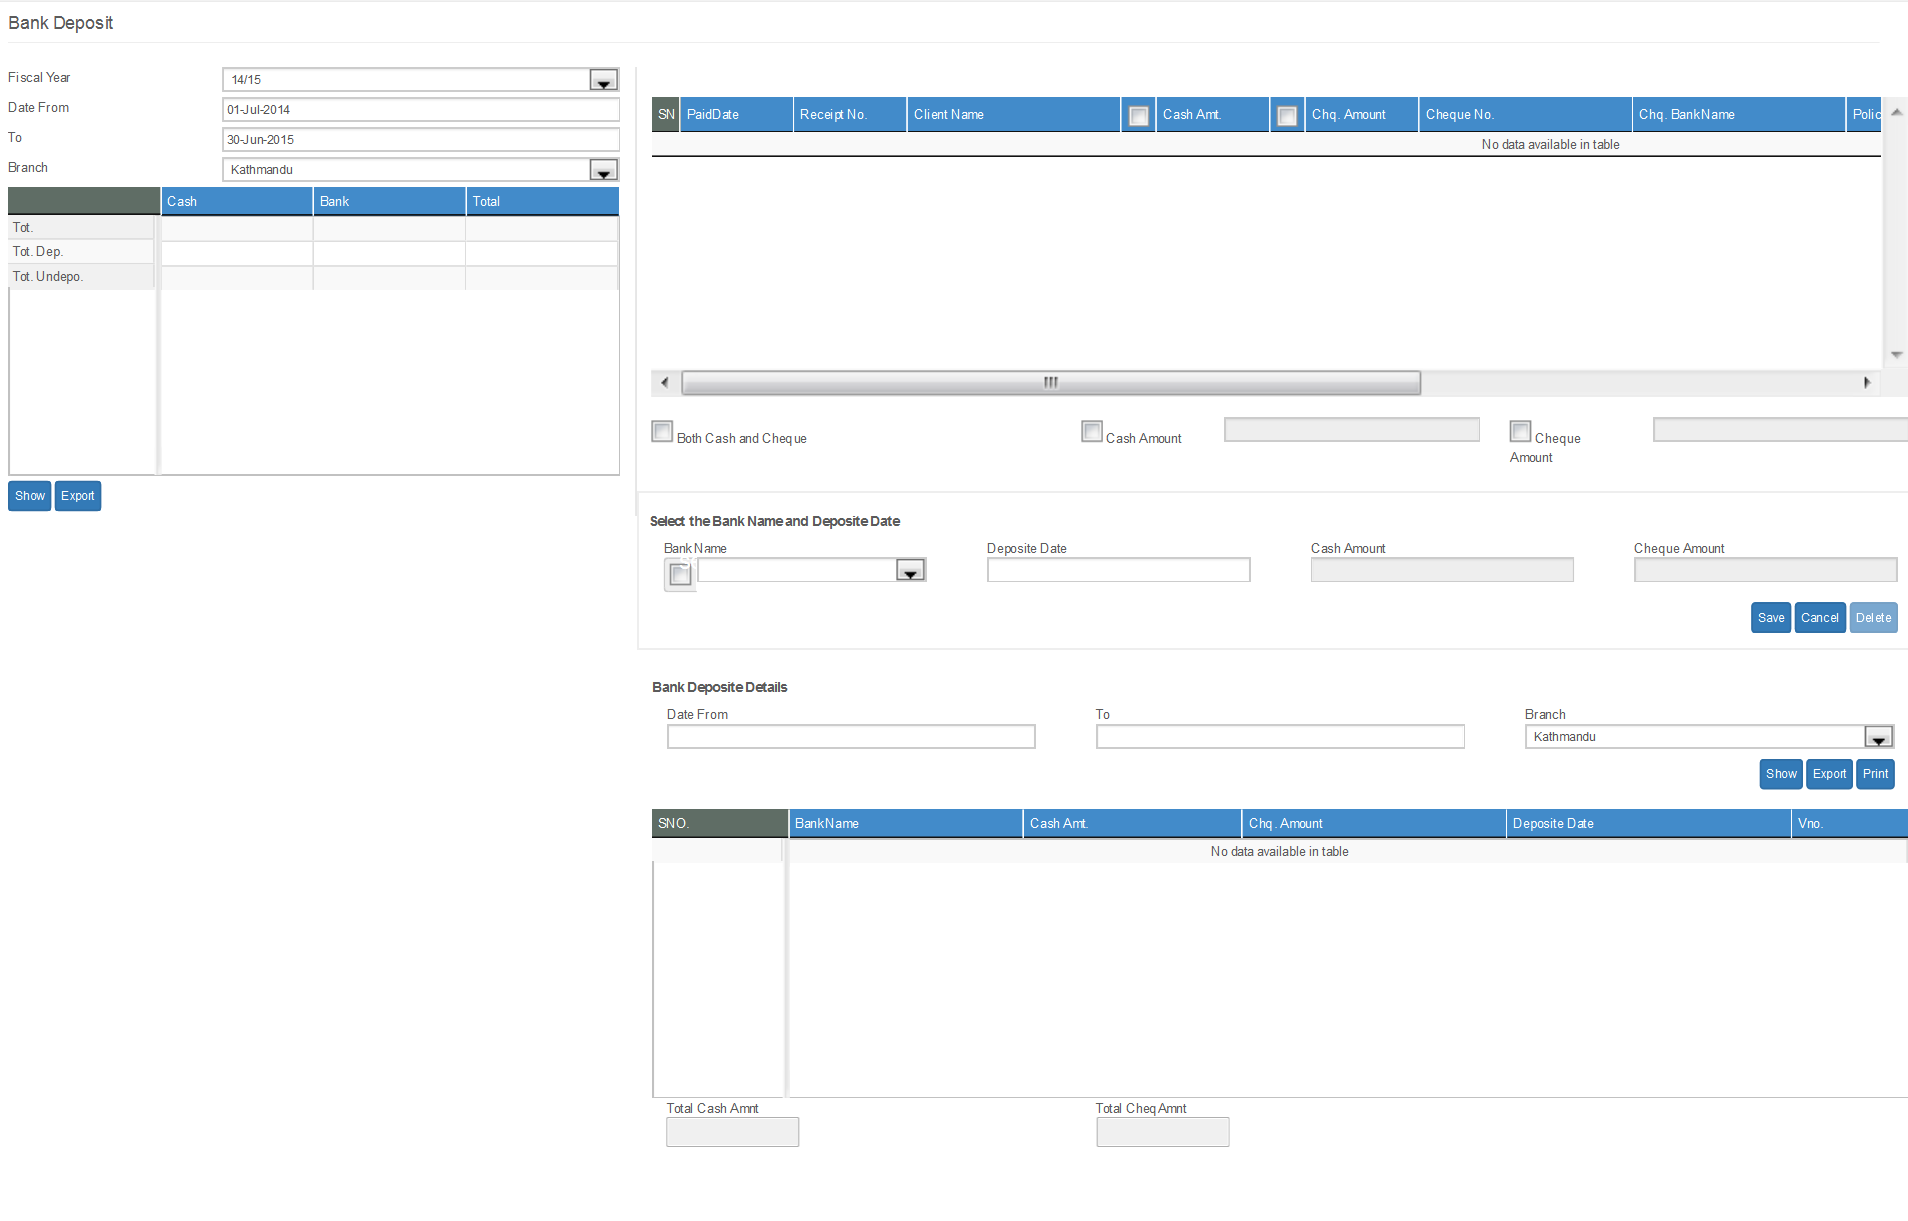 Bank Deposit
Fiscal Year 14/15
Date From 01-Jul-2014
To 30-Jun-2015
Branch Kathmandu
Cash Bank Total
Tot.
Tot. Dep.
Tot. Undepo.
Show Export
SN PaidDate Receipt No. Client Name Cash Amt. Chq. Amount Cheque No. Chq. BankName Polic
No data available in table
Both Cash and Cheque Cash Amount Cheque
Amount
Select the Bank Name and Deposite Date
Bank Name Deposite Date Cash Amount Cheque Amount
Save Cancel Delete
Bank Deposite Details
Date From To Branch
Kathmandu
Show Export Print
SNO. BankName Cash Amt. Chq. Amount Deposite Date Vno.
No data available in table
Total Cash Amnt Total Cheq Amnt